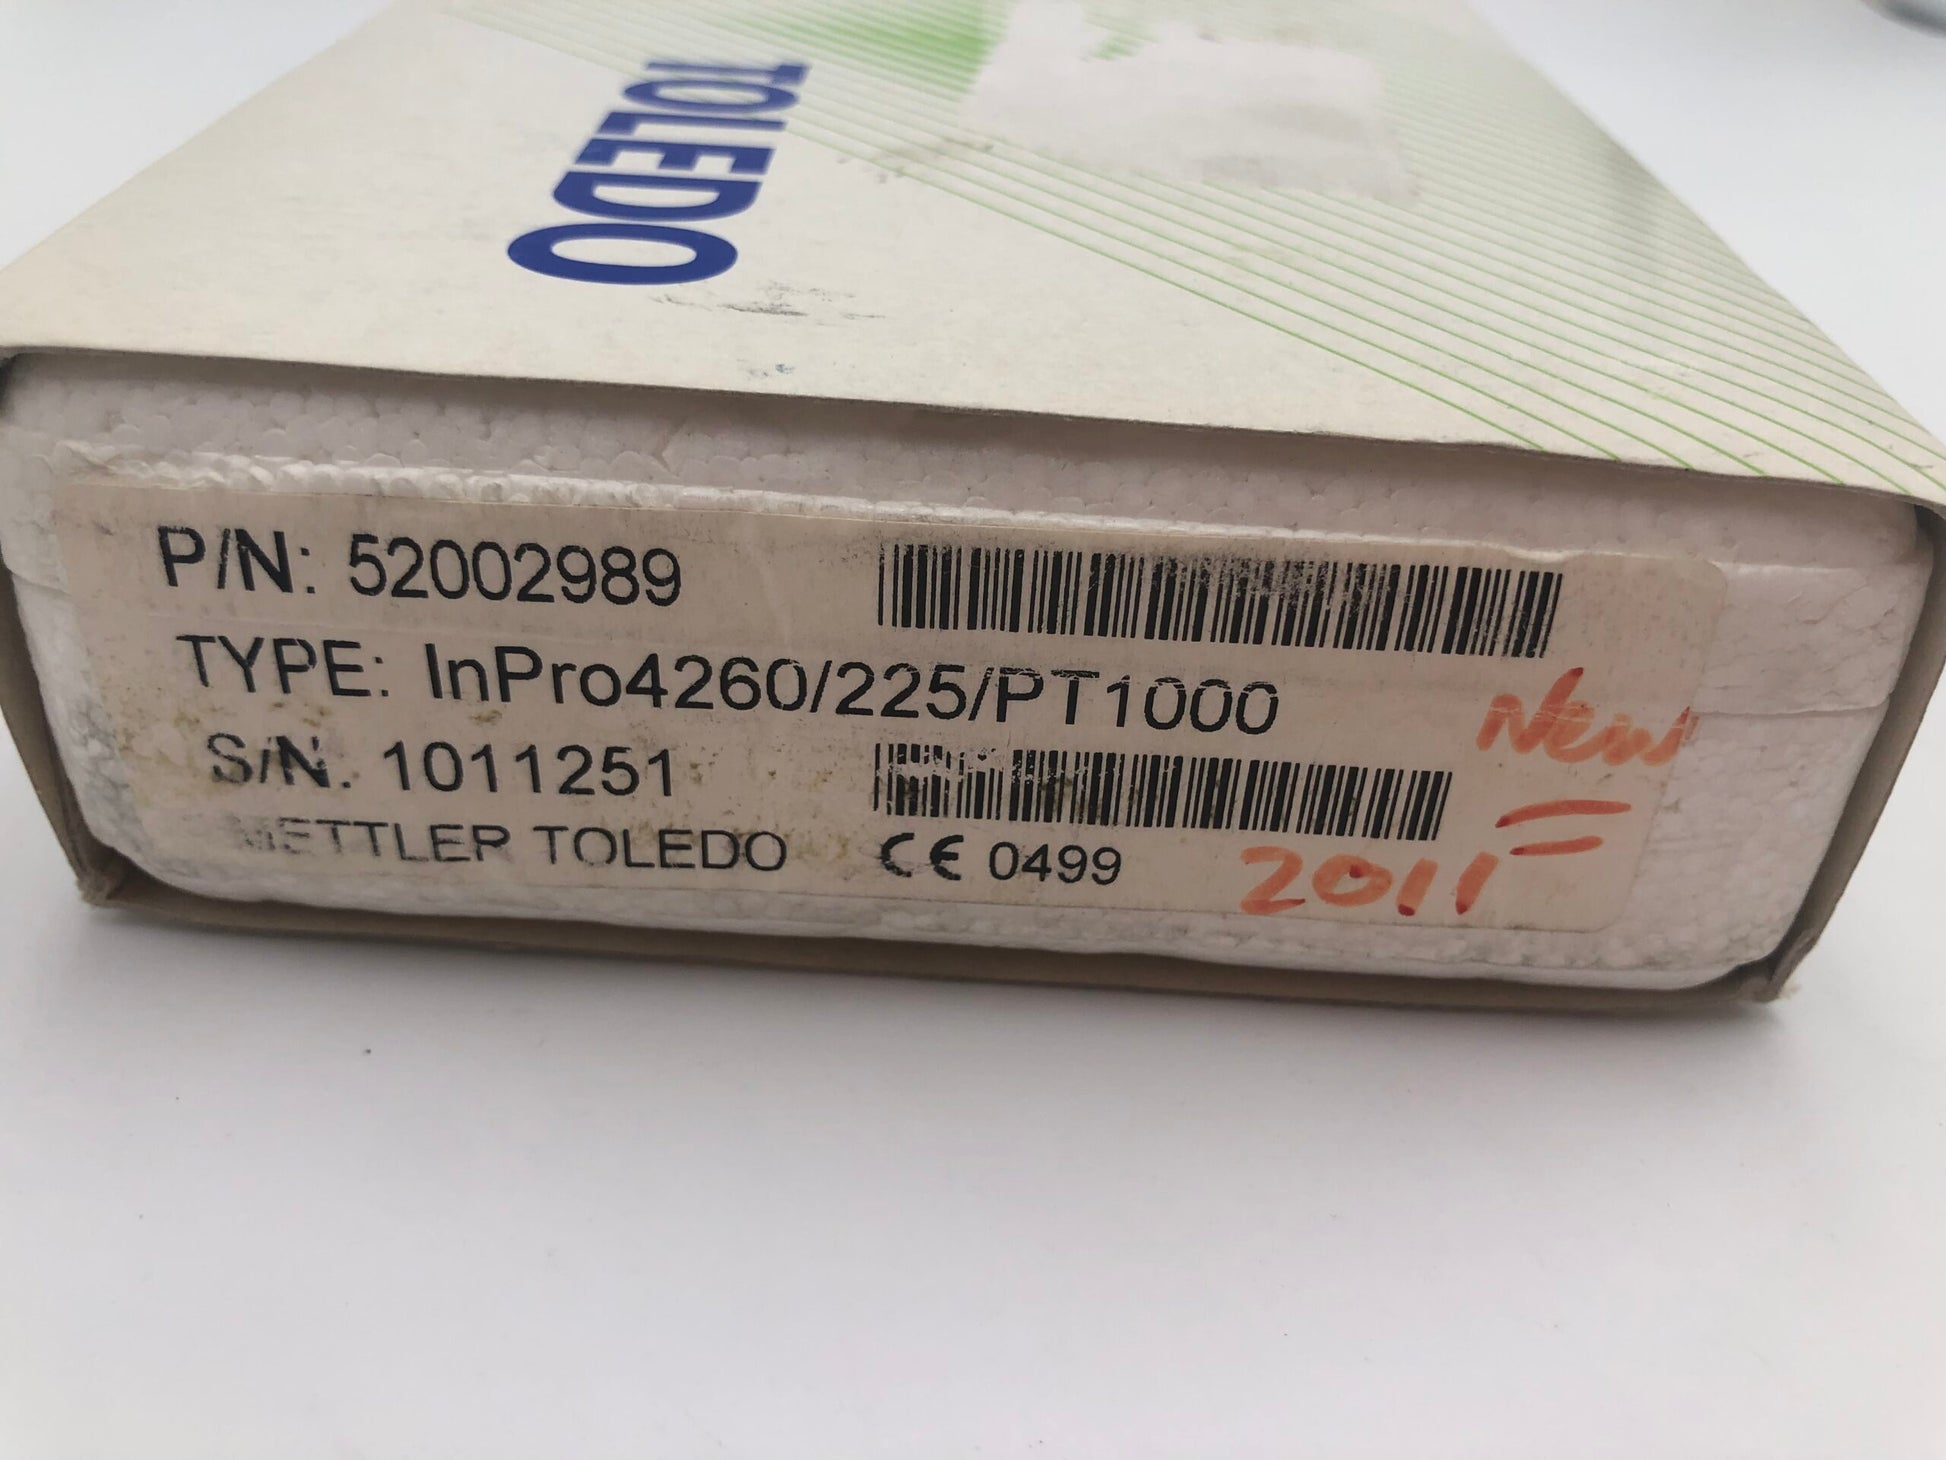 TOLEDO
P/N: 52002989
TYPE: InPro4260/225/PT1000
S/N. 1011251
METTLER TOLEDO CE 0499
New
2011